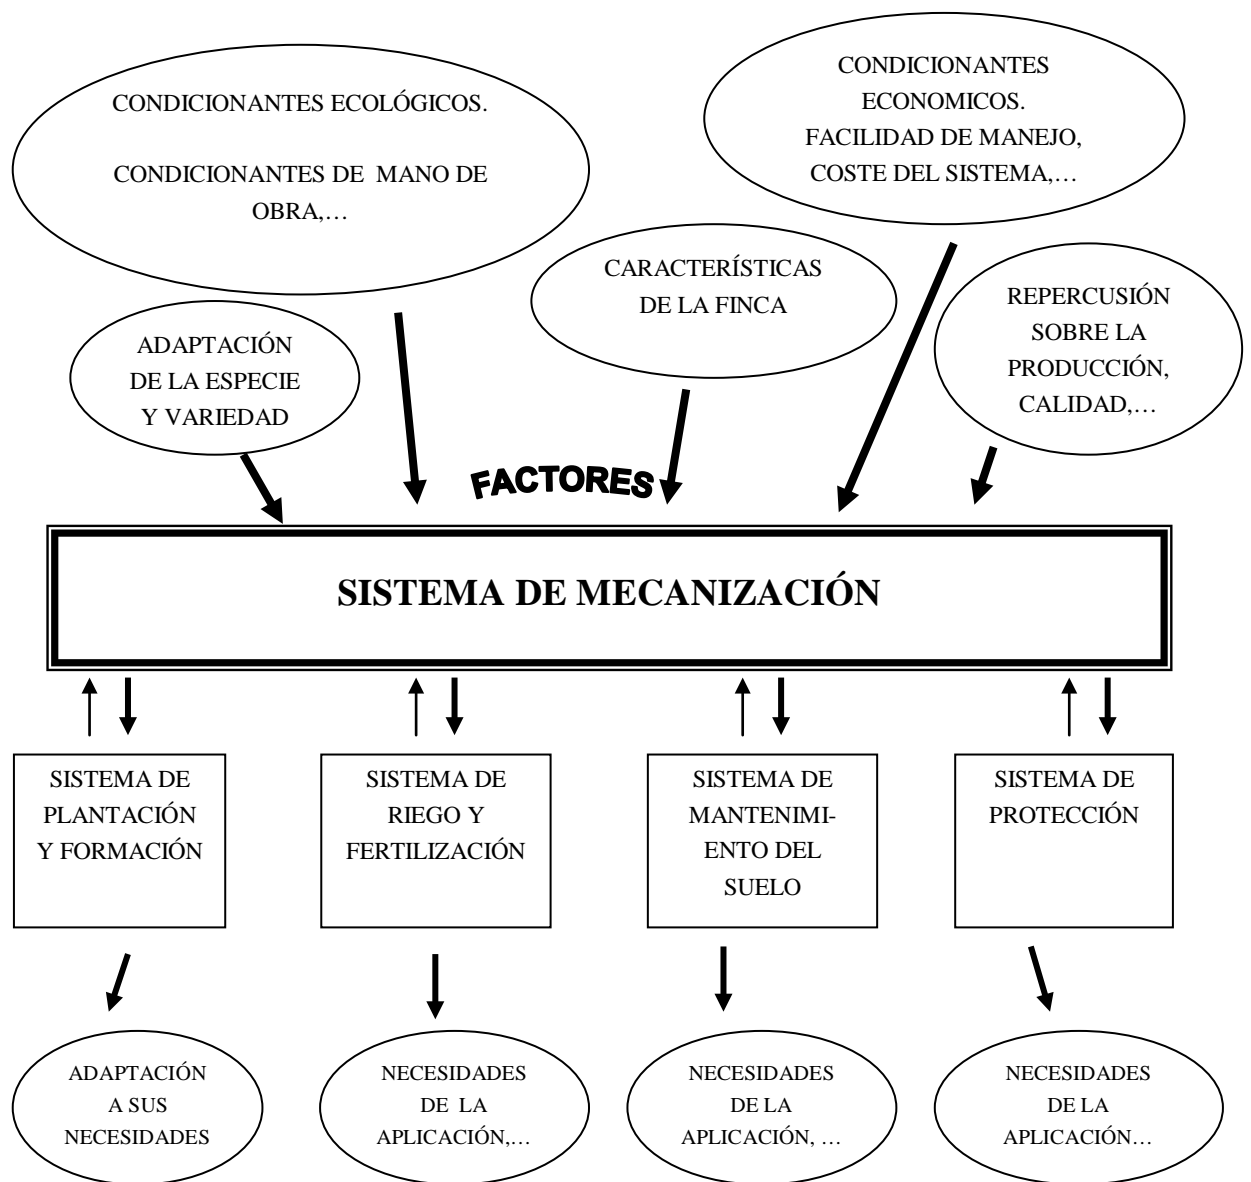 CONDICIONANTES ECOLÓGICOS.
CONDICIONANTES DE MANO DE
OBRA,…
CONDICIONANTES
ECONOMICOS.
FACILIDAD DE MANEJO,
COSTE DEL SISTEMA,…
CARACTERÍSTICAS
DE LA FINCA
REPERCUSIÓN
SOBRE LA
PRODUCCIÓN,
CALIDAD,…
ADAPTACIÓN
DE LA ESPECIE
Y VARIEDAD
FACTORES
SISTEMA DE MECANIZACIÓN
SISTEMA DE
PLANTACIÓN
Y FORMACIÓN
SISTEMA DE
RIEGO Y
FERTILIZACIÓN
SISTEMA DE
MANTENIMI-
ENTO DEL
SUELO
SISTEMA DE
PROTECCIÓN
ADAPTACIÓN
A SUS
NECESIDADES
NECESIDADES
DE LA
APLICACIÓN,…
NECESIDADES
DE LA
APLICACIÓN, …
NECESIDADES
DE LA
APLICACIÓN…